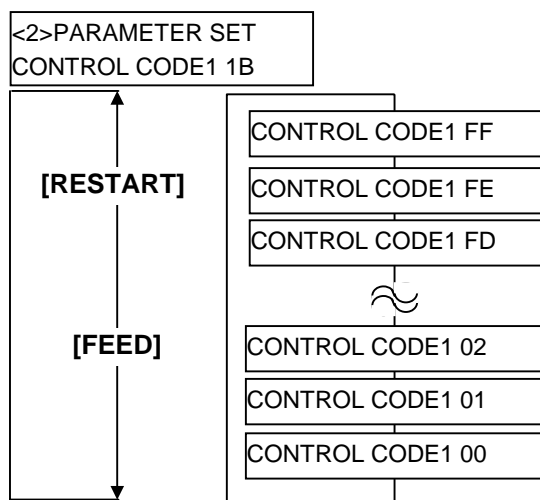 <2>PARAMETER SET
CONTROL CODE1 1B
CONTROL CODE1 FF
[RESTART]
CONTROL CODE1 FE
CONTROL CODE1 FD
[FEED]
CONTROL CODE1 02
CONTROL CODE1 01
CONTROL CODE1 00